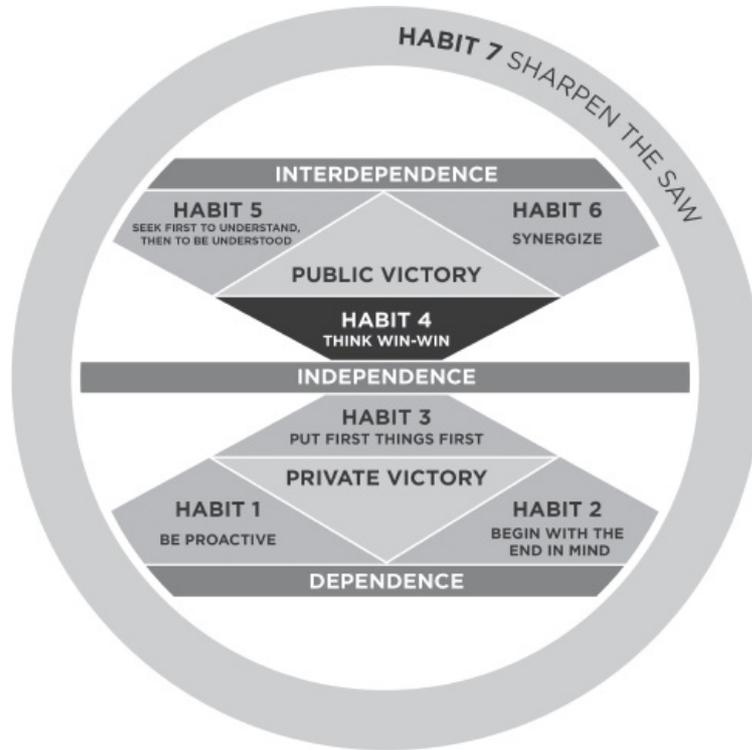 HABIT 7 SHARPEN THE SAW
INTERDEPENDENCE
HABIT 5
SEEK FIRST TO UNDERSTAND,
THEN TO BE UNDERSTOOD
HABIT 6
SYNERGIZE
PUBLIC VICTORY
HABIT 4
THINK WIN-WIN
INDEPENDENCE
HABIT 3
PUT FIRST THINGS FIRST
PRIVATE VICTORY
HABIT 1
BE PROACTIVE
HABIT 2
BEGIN WITH THE
END IN MIND
DEPENDENCE